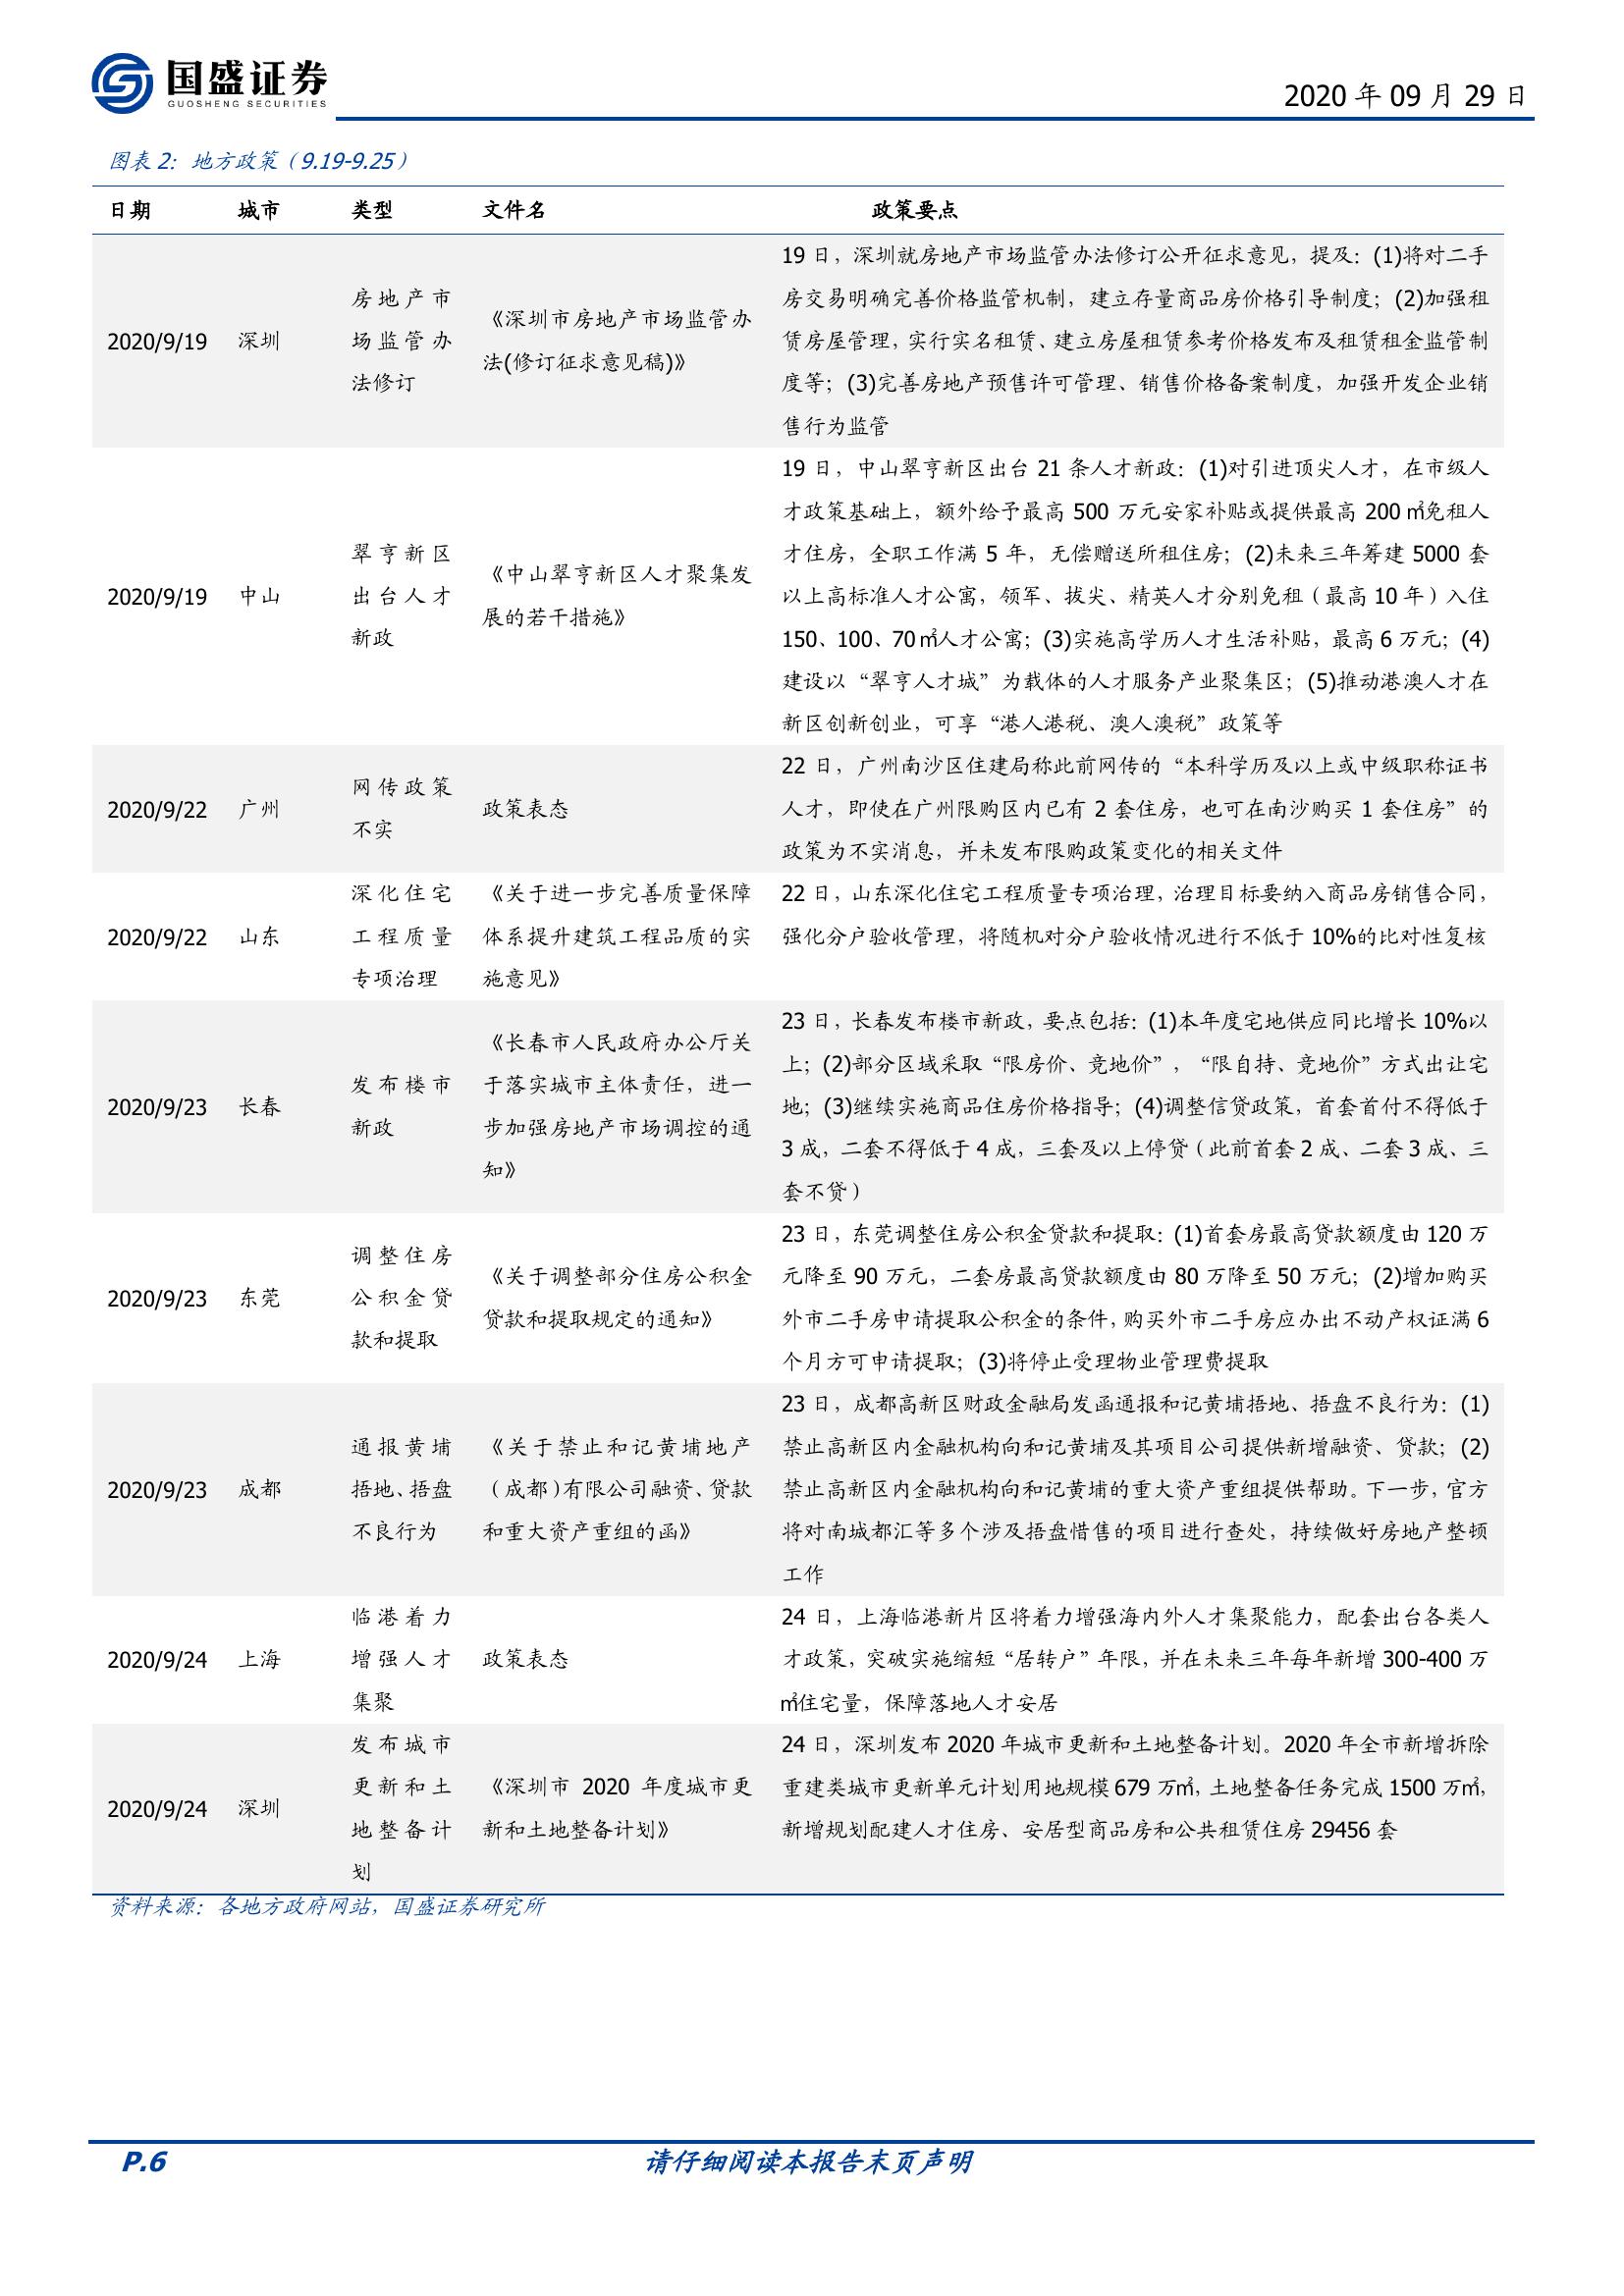 国盛证券
GUOSHENG SECURITIES
2020 年 09 月 29 日
图表 2：地方政策（9.19-9.25）
日期 城市 类型 文件名 政策要点
2020/9/19 深圳
房地产市
场监管办
法修订
《深圳市房地产市场监管办
法(修订征求意见稿)》
19 日，深圳就房地产市场监管办法修订公开征求意见，提及：(1)将对二手
房交易明确完善价格监管机制，建立存量商品房价格引导制度；(2)加强租
赁房屋管理，实行实名租赁、建立房屋租赁参考价格发布及租赁租金监管制
度等；(3)完善房地产预售许可管理、销售价格备案制度，加强开发企业销
售行为监管
2020/9/19 中山
翠亨新区
出台人才
新政
《中山翠亨新区人才聚集发
展的若干措施》
19 日，中山翠亨新区出台 21 条人才新政：(1)对引进顶尖人才，在市级人
才政策基础上，额外给予最高 500 万元安家补贴或提供最高 200 ㎡免租人
才住房，全职工作满 5 年，无偿赠送所租住房；(2)未来三年筹建 5000 套
以上高标准人才公寓，领军、拔尖、精英人才分别免租（最高 10 年）入住
150、100、70 ㎡人才公寓；(3)实施高学历人才生活补贴，最高 6 万元；(4)
建设以“翠亨人才城”为载体的人才服务产业聚集区；(5)推动港澳人才在
新区创新创业，可享“港人港税、澳人澳税”政策等
2020/9/22 广州
网传政策
不实
政策表态
22 日，广州南沙区住建局称此前网传的“本科学历及以上或中级职称证书
人才，即使在广州限购区内已有 2 套住房，也可在南沙购买 1 套住房”的
政策为不实消息，并未发布限购政策变化的相关文件
2020/9/22 山东
深化住宅
工程质量
专项治理
《关于进一步完善质量保障
体系提升建筑工程品质的实
施意见》
22 日，山东深化住宅工程质量专项治理，治理目标要纳入商品房销售合同，
强化分户验收管理，将随机对分户验收情况进行不低于 10%的比对性复核
2020/9/23 长春
发布楼市
新政
《长春市人民政府办公厅关
于落实城市主体责任，进一
步加强房地产市场调控的通
知》
23 日，长春发布楼市新政，要点包括：(1)本年度宅地供应同比增长 10%以
上；(2)部分区域采取“限房价、竞地价”，“限自持、竞地价”方式出让宅
地；(3)继续实施商品住房价格指导；(4)调整信贷政策，首套首付不得低于
3 成，二套不得低于 4 成，三套及以上停贷（此前首套 2 成、二套 3 成、三
套不贷）
2020/9/23 东莞
调整住房
公积金贷
款和提取
《关于调整部分住房公积金
贷款和提取规定的通知》
23 日，东莞调整住房公积金贷款和提取：(1)首套房最高贷款额度由 120 万
元降至 90 万元，二套房最高贷款额度由 80 万降至 50 万元；(2)增加购买
外市二手房申请提取公积金的条件，购买外市二手房应办出不动产权证满 6
个月方可申请提取；(3)将停止受理物业管理费提取
2020/9/23 成都
通报黄埔
捂地、捂盘
不良行为
《关于禁止和记黄埔地产
（成都）有限公司融资、贷款
和重大资产重组的函》
23 日，成都高新区财政金融局发函通报和记黄埔捂地、捂盘不良行为：(1)
禁止高新区内金融机构向和记黄埔及其项目公司提供新增融资、贷款；(2)
禁止高新区内金融机构向和记黄埔的重大资产重组提供帮助。下一步，官方
将对南城都汇等多个涉及捂盘惜售的项目进行查处，持续做好房地产整顿
工作
2020/9/24 上海
临港着力
增强人才
集聚
政策表态
24 日，上海临港新片区将着力增强海内外人才集聚能力，配套出台各类人
才政策，突破实施缩短“居转户”年限，并在未来三年每年新增 300-400 万
㎡住宅量，保障落地人才安居
2020/9/24 深圳
发布城市
更新和土
地整备计
划
《深圳市 2020 年度城市更
新和土地整备计划》
24 日，深圳发布 2020 年城市更新和土地整备计划。2020 年全市新增拆除
重建类城市更新单元计划用地规模 679 万㎡，土地整备任务完成 1500 万㎡，
新增规划配建人才住房、安居型商品房和公共租赁住房 29456 套
资料来源：各地方政府网站，国盛证券研究所
P.6 请仔细阅读本报告末页声明